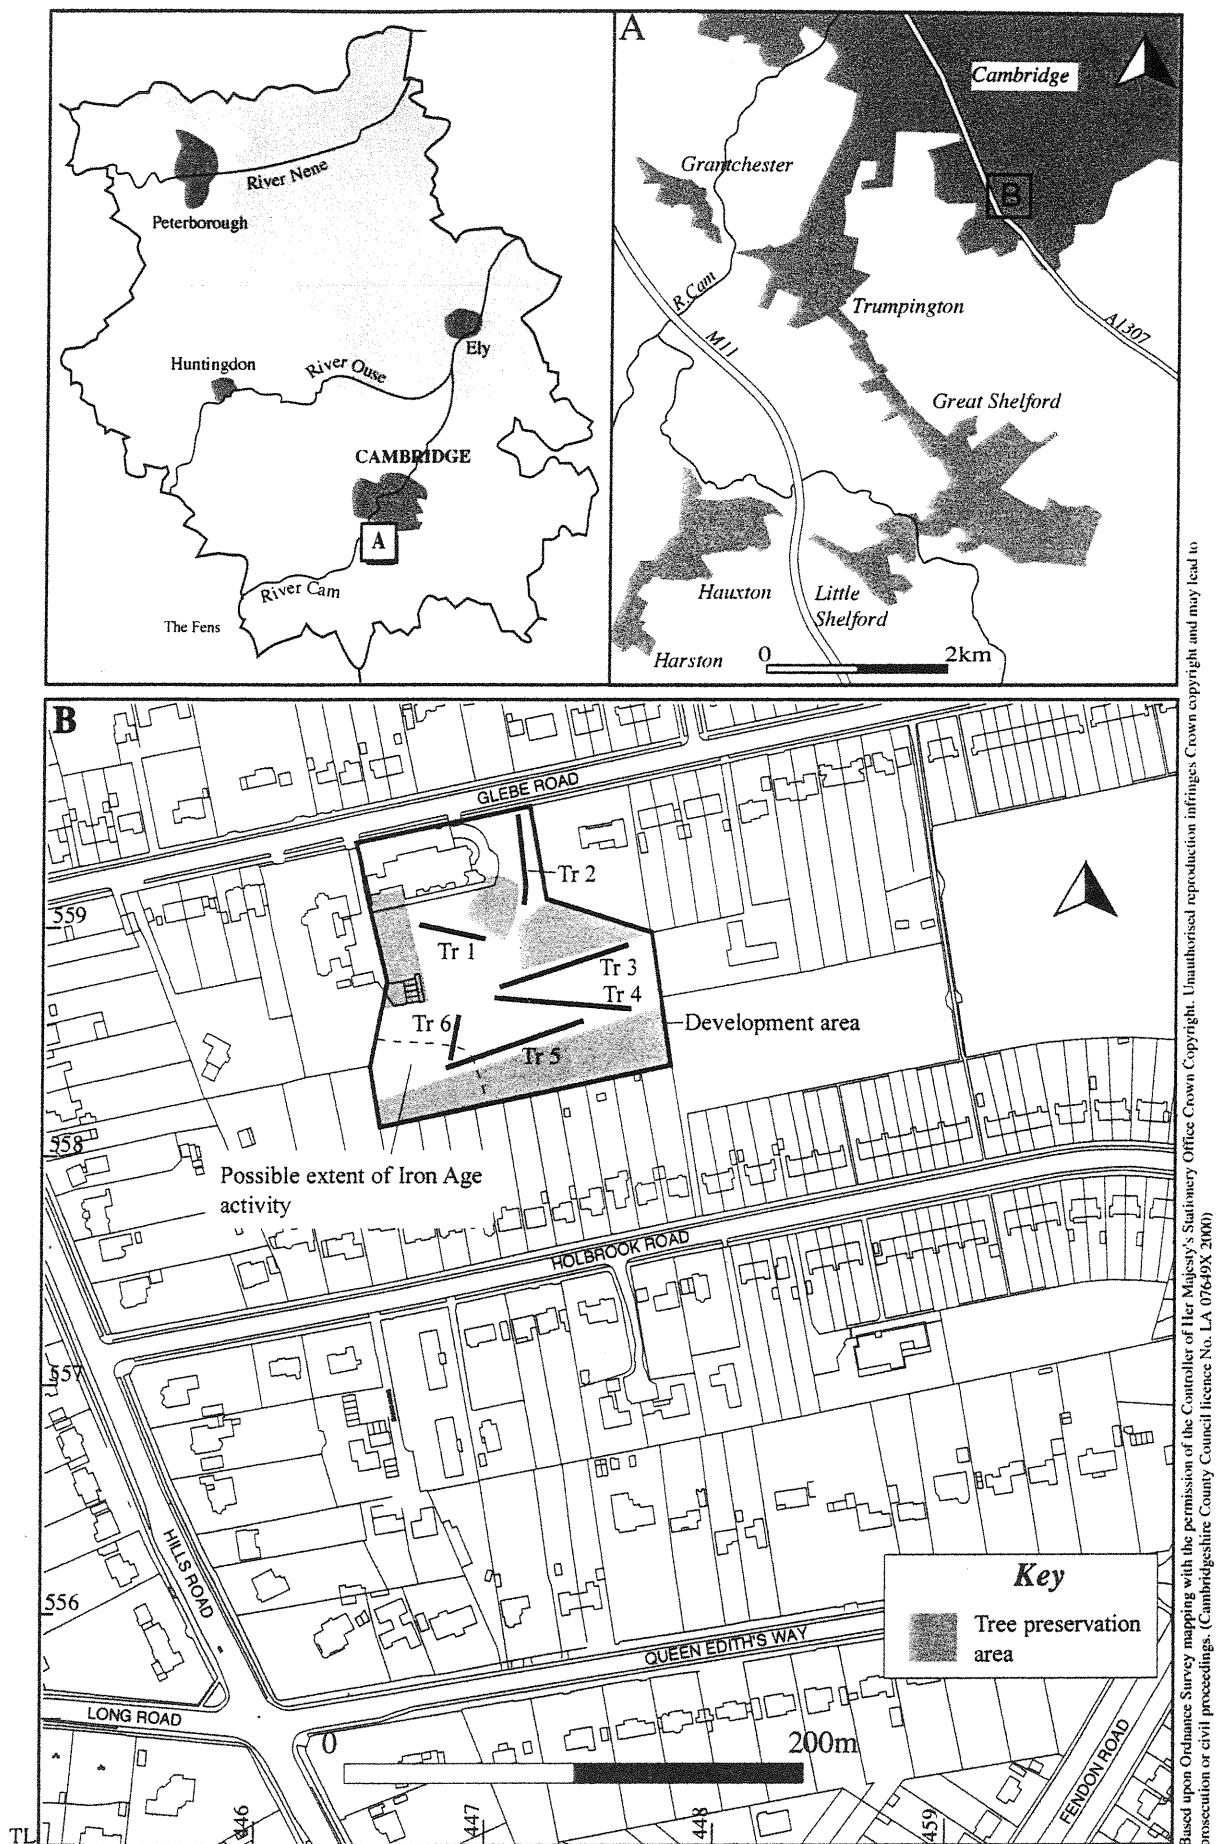 River Nene
Peterborough
Ely
Huntingdon
River Ouse
CAMBRIDGE
A
River Cam
The Fens
A
Cambridge
Grantchester
B
R.Cam
Trumpington
M11
A1307
Great Shelford
Hauxton
Little
Shelford
Harston
0
2km
B
GLEBE ROAD
Tr 2
559
Tr 1
Tr 3
Tr 4
Tr 6
Development area
Tr 5
558
Possible extent of Iron Age
activity
HOLBROOK ROAD
557
HILLS ROAD
556
Key
Tree preservation
area
QUEEN EDITH'S WAY
LONG ROAD
0
200m
FENDON ROAD
TL
447
448
459
Based upon Ordnance Survey mapping with the permission of the Controller of Her Majesty's Stationery Office Crown Copyright. Unauthorised reproduction infringes Crown copyright and may lead to
prosecution or civil proceedings. (Cambridgeshire County Council licence No. LA 07649X 2000)